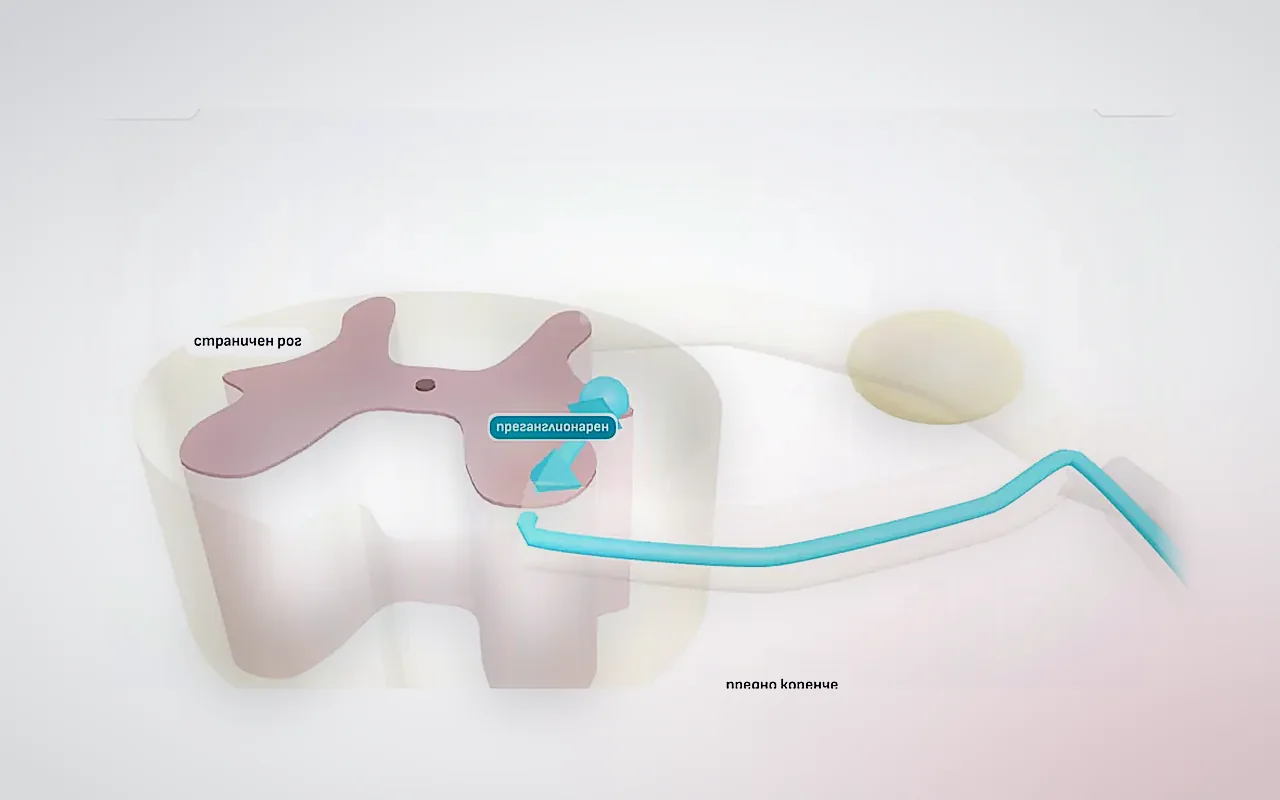 страничен рог
преганглионарен
предно коренче